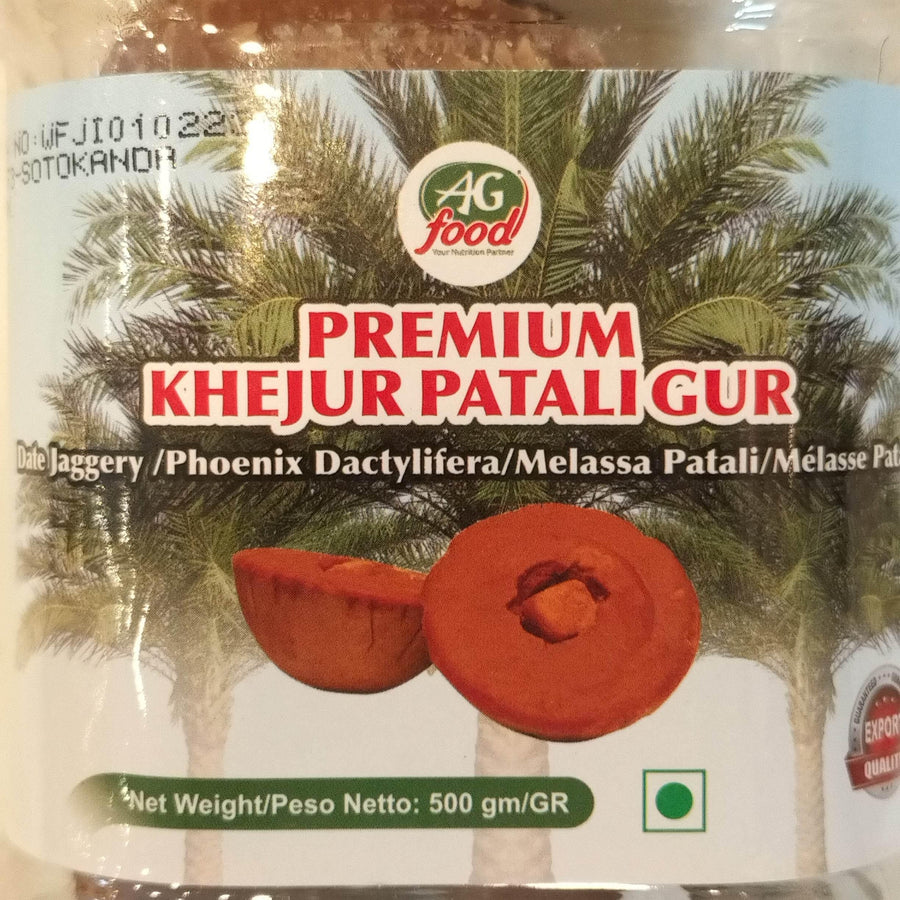 NO:WFJI01022
-SOTOKANDA
AG
food
Your Nutrition Partner
PREMIUM
KHEJUR PATALI GUR
Date Jaggery /Phoenix Dactylifera/Melassa Patali/Mélasse
Net Weight/Peso Netto: 500 gm/GR
GUARANTEED
EXPORT
QUALITY